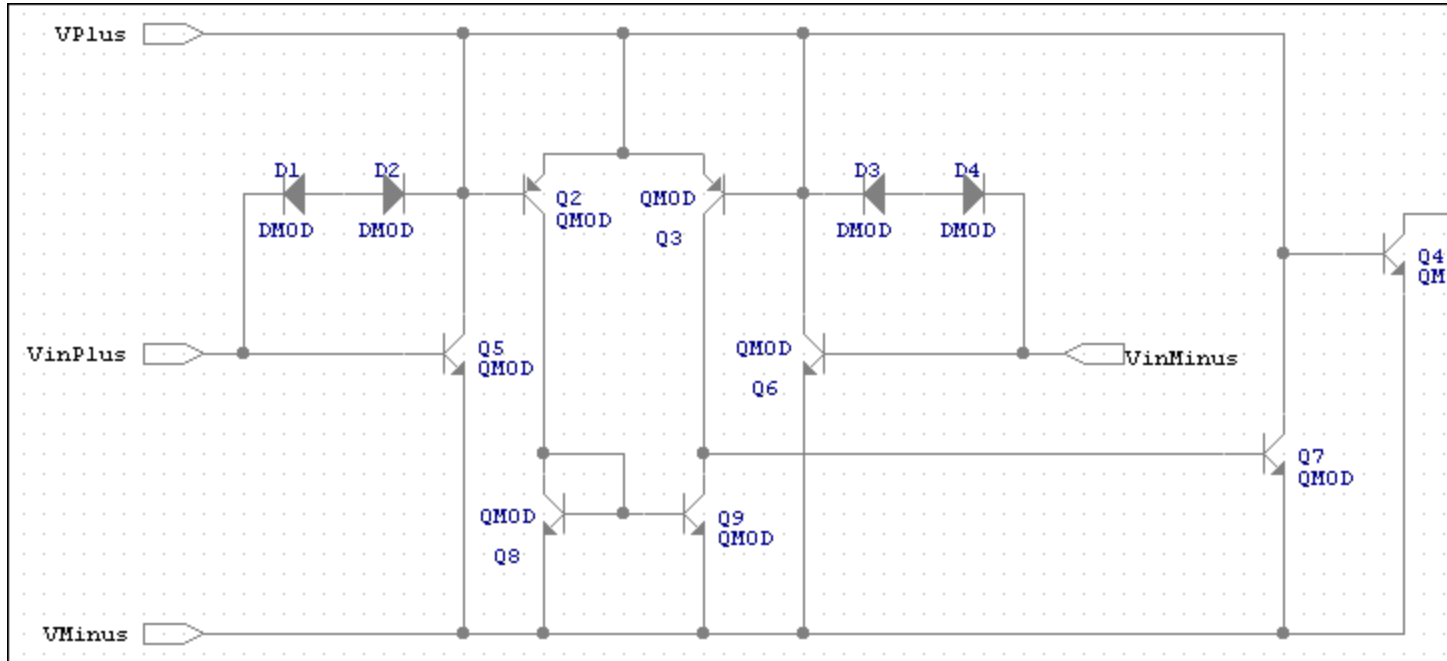 VPlus
D1
D2
D3
D4
Q2
QMOD
QMOD
Q3
DMOD
DMOD
DMOD
DMOD
Q4
VinPlus
Q5
QMOD
QMOD
Q6
VinMinus
Q7
QMOD
QMOD
Q8
Q9
QMOD
VMinus